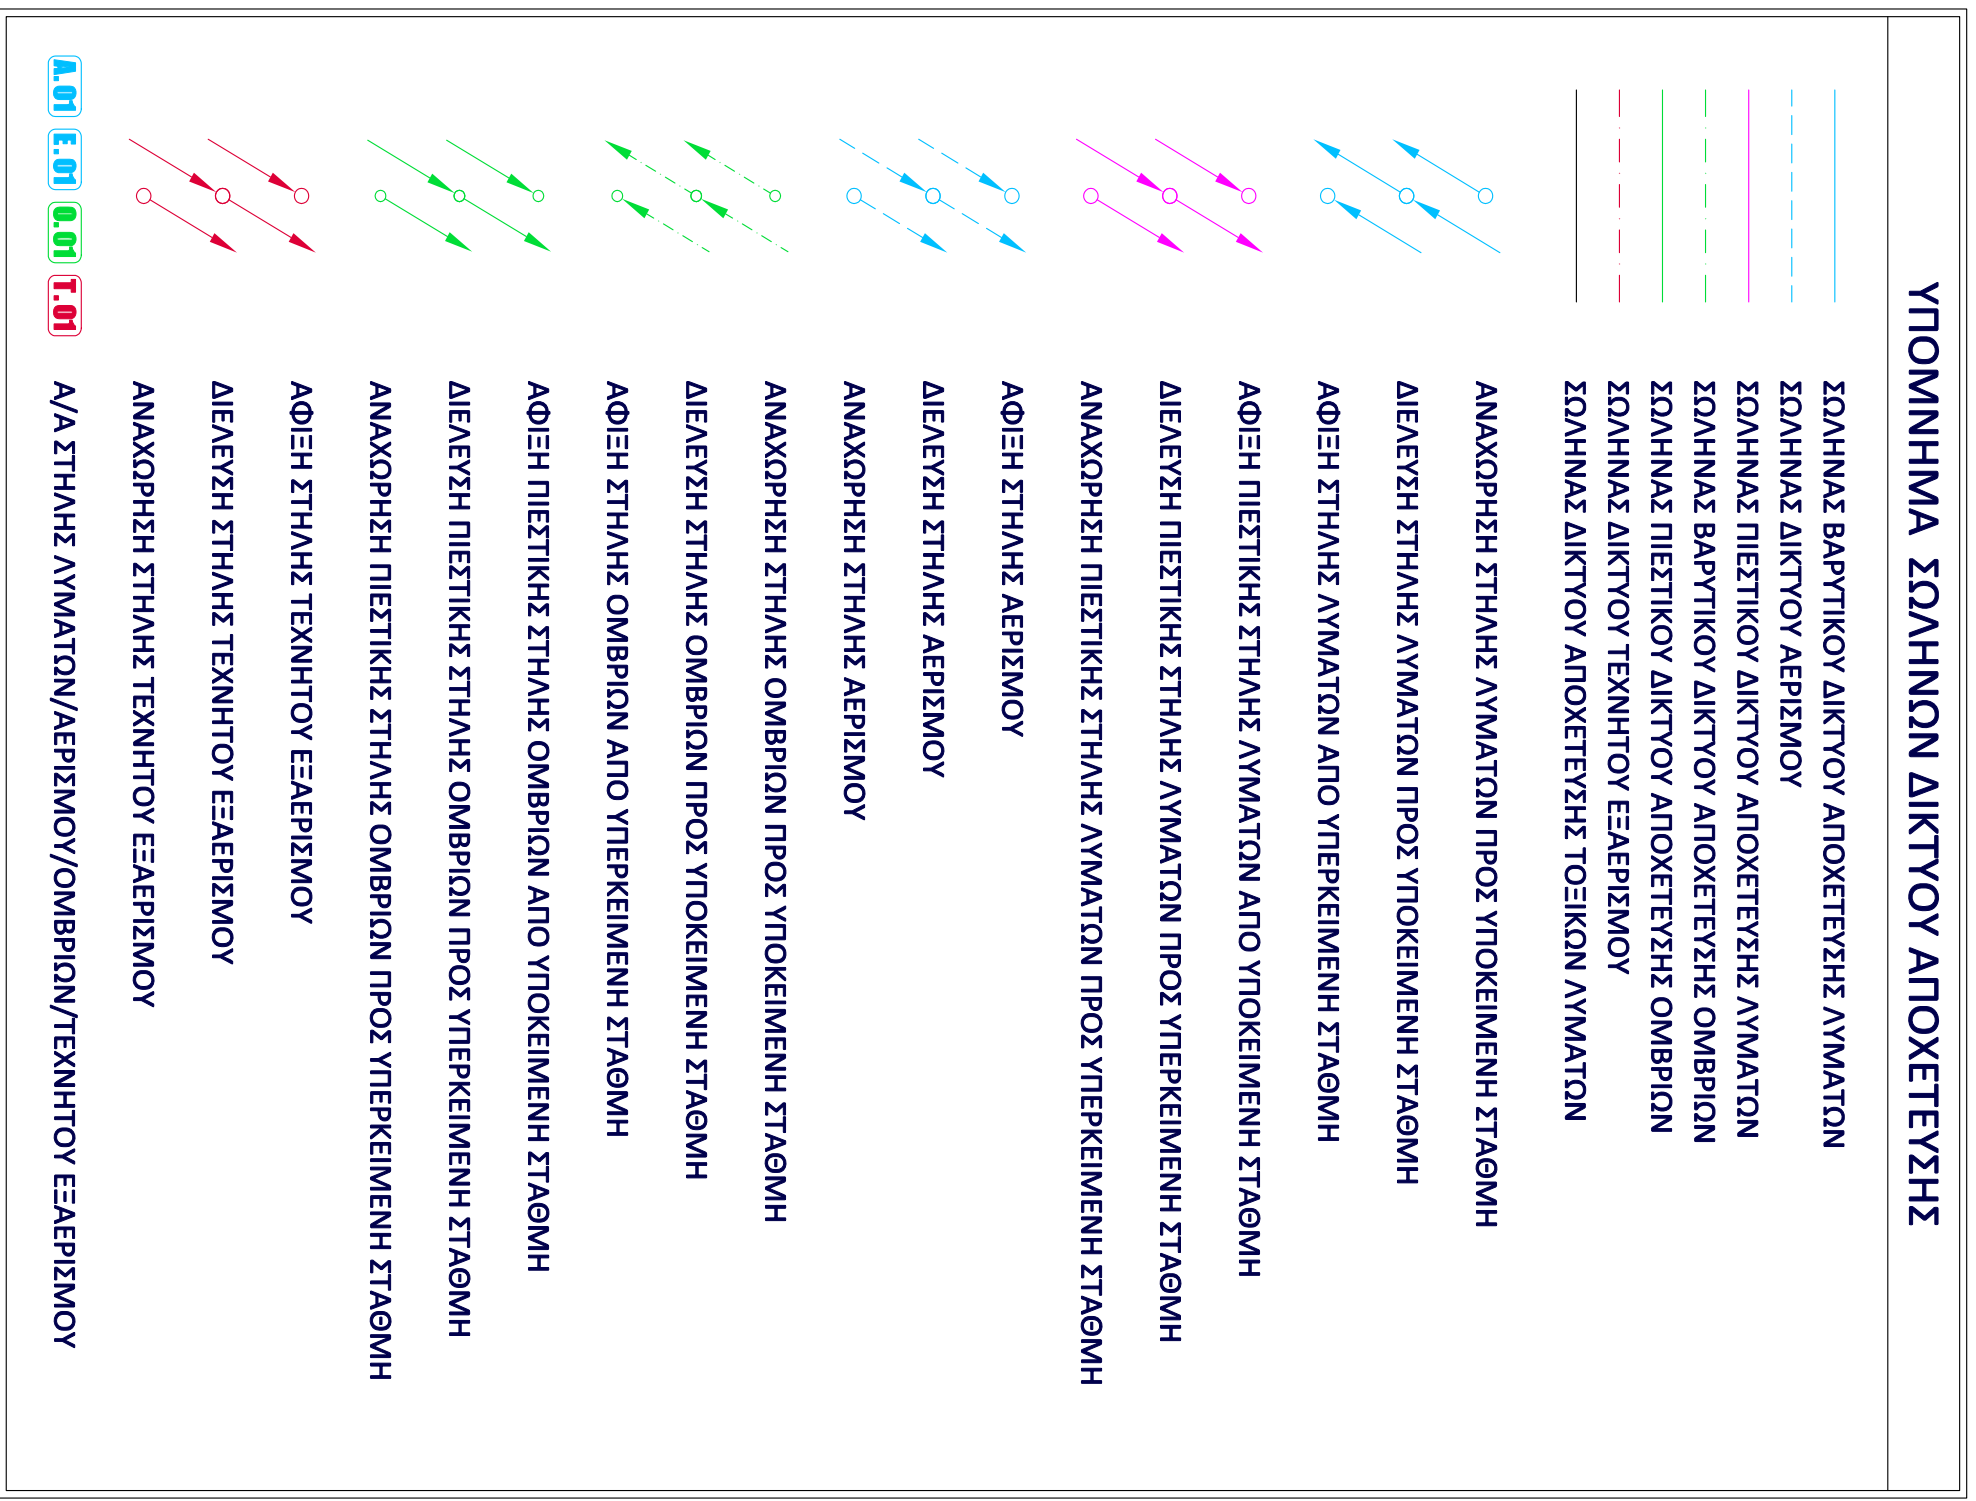 ΥΠΟΜΝΗΜΑ ΣΩΛΗΝΩΝ ΔΙΚΤΥΟΥ ΑΠΟΧΕΤΕΥΣΗΣ
ΣΩΛΗΝΑΣ ΒΑΡΥΤΙΚΟΥ ΔΙΚΤΥΟΥ ΑΠΟΧΕΤΕΥΣΗΣ ΛΥΜΑΤΩΝ
ΣΩΛΗΝΑΣ ΔΙΚΤΥΟΥ ΑΕΡΙΣΜΟΥ
ΣΩΛΗΝΑΣ ΠΙΕΣΤΙΚΟΥ ΔΙΚΤΥΟΥ ΑΠΟΧΕΤΕΥΣΗΣ ΛΥΜΑΤΩΝ
ΣΩΛΗΝΑΣ ΒΑΡΥΤΙΚΟΥ ΔΙΚΤΥΟΥ ΑΠΟΧΕΤΕΥΣΗΣ ΟΜΒΡΙΩΝ
ΣΩΛΗΝΑΣ ΠΙΕΣΤΙΚΟΥ ΔΙΚΤΥΟΥ ΑΠΟΧΕΤΕΥΣΗΣ ΟΜΒΡΙΩΝ
ΣΩΛΗΝΑΣ ΔΙΚΤΥΟΥ ΤΕΧΝΗΤΟΥ ΕΞΑΕΡΙΣΜΟΥ
ΣΩΛΗΝΑΣ ΔΙΚΤΥΟΥ ΑΠΟΧΕΤΕΥΣΗΣ ΤΟΞΙΚΩΝ ΛΥΜΑΤΩΝ
ΑΝΑΧΩΡΗΣΗ ΣΤΗΛΗΣ ΛΥΜΑΤΩΝ ΠΡΟΣ ΥΠΟΚΕΙΜΕΝΗ ΣΤΑΘΜΗ
ΔΙΕΛΕΥΣΗ ΣΤΗΛΗΣ ΛΥΜΑΤΩΝ ΠΡΟΣ ΥΠΟΚΕΙΜΕΝΗ ΣΤΑΘΜΗ
ΑΦΙΞΗ ΣΤΗΛΗΣ ΛΥΜΑΤΩΝ ΑΠΟ ΥΠΕΡΚΕΙΜΕΝΗ ΣΤΑΘΜΗ
ΑΦΙΞΗ ΠΙΕΣΤΙΚΗΣ ΣΤΗΛΗΣ ΛΥΜΑΤΩΝ ΑΠΟ ΥΠΟΚΕΙΜΕΝΗ ΣΤΑΘΜΗ
ΔΙΕΛΕΥΣΗ ΠΙΕΣΤΙΚΗΣ ΣΤΗΛΗΣ ΛΥΜΑΤΩΝ ΠΡΟΣ ΥΠΕΡΚΕΙΜΕΝΗ ΣΤΑΘΜΗ
ΑΝΑΧΩΡΗΣΗ ΠΙΕΣΤΙΚΗΣ ΣΤΗΛΗΣ ΛΥΜΑΤΩΝ ΠΡΟΣ ΥΠΕΡΚΕΙΜΕΝΗ ΣΤΑΘΜΗ
ΑΦΙΞΗ ΣΤΗΛΗΣ ΑΕΡΙΣΜΟΥ
ΔΙΕΛΕΥΣΗ ΣΤΗΛΗΣ ΑΕΡΙΣΜΟΥ
ΑΝΑΧΩΡΗΣΗ ΣΤΗΛΗΣ ΑΕΡΙΣΜΟΥ
ΑΝΑΧΩΡΗΣΗ ΣΤΗΛΗΣ ΟΜΒΡΙΩΝ ΠΡΟΣ ΥΠΟΚΕΙΜΕΝΗ ΣΤΑΘΜΗ
ΔΙΕΛΕΥΣΗ ΣΤΗΛΗΣ ΟΜΒΡΙΩΝ ΠΡΟΣ ΥΠΟΚΕΙΜΕΝΗ ΣΤΑΘΜΗ
ΑΦΙΞΗ ΣΤΗΛΗΣ ΟΜΒΡΙΩΝ ΑΠΟ ΥΠΕΡΚΕΙΜΕΝΗ ΣΤΑΘΜΗ
ΑΦΙΞΗ ΠΙΕΣΤΙΚΗΣ ΣΤΗΛΗΣ ΟΜΒΡΙΩΝ ΑΠΟ ΥΠΟΚΕΙΜΕΝΗ ΣΤΑΘΜΗ
ΔΙΕΛΕΥΣΗ ΠΙΕΣΤΙΚΗΣ ΣΤΗΛΗΣ ΟΜΒΡΙΩΝ ΠΡΟΣ ΥΠΕΡΚΕΙΜΕΝΗ ΣΤΑΘΜΗ
ΑΝΑΧΩΡΗΣΗ ΠΙΕΣΤΙΚΗΣ ΣΤΗΛΗΣ ΟΜΒΡΙΩΝ ΠΡΟΣ ΥΠΕΡΚΕΙΜΕΝΗ ΣΤΑΘΜΗ
ΑΦΙΞΗ ΣΤΗΛΗΣ ΤΕΧΝΗΤΟΥ ΕΞΑΕΡΙΣΜΟΥ
ΔΙΕΛΕΥΣΗ ΣΤΗΛΗΣ ΤΕΧΝΗΤΟΥ ΕΞΑΕΡΙΣΜΟΥ
ΑΝΑΧΩΡΗΣΗ ΣΤΗΛΗΣ ΤΕΧΝΗΤΟΥ ΕΞΑΕΡΙΣΜΟΥ
Α.01 Ε.01 Ο.01 Τ.01 Α/Α ΣΤΗΛΗΣ ΛΥΜΑΤΩΝ/ΑΕΡΙΣΜΟΥ/ΟΜΒΡΙΩΝ/ΤΕΧΝΗΤΟΥ ΕΞΑΕΡΙΣΜΟΥ